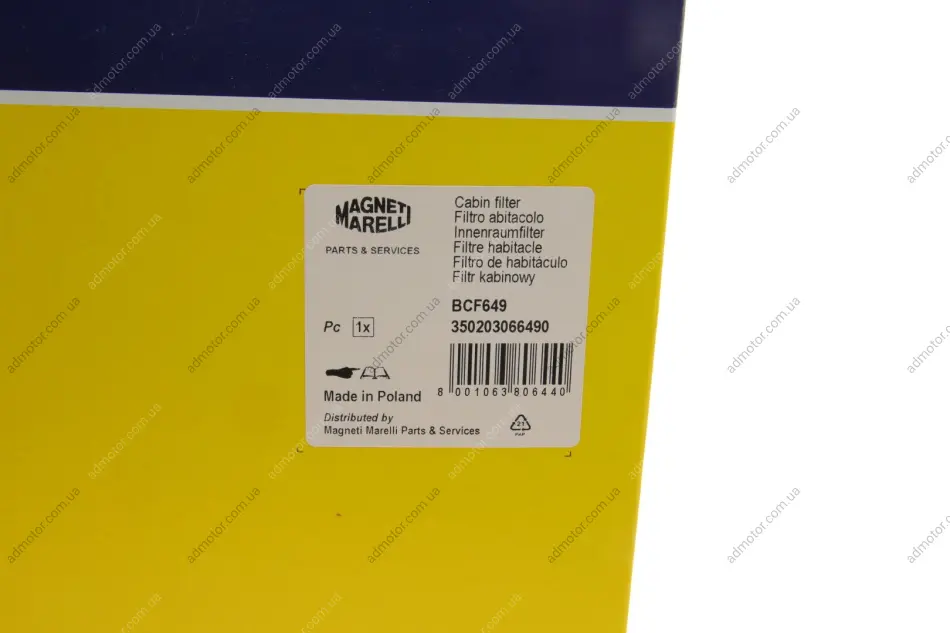 MAGNETI
MARELLI
PARTS & SERVICES
Cabin filter
Filtro abitacolo
Innenraumfilter
Filtre habitacle
Filtro de habitáculo
Filtr kabinowy
BCF649
350203066490
Pc 1x
8 001063 806440
Made in Poland
Distributed by
Magneti Marelli Parts & Services
21
PAP
admotor.com.ua